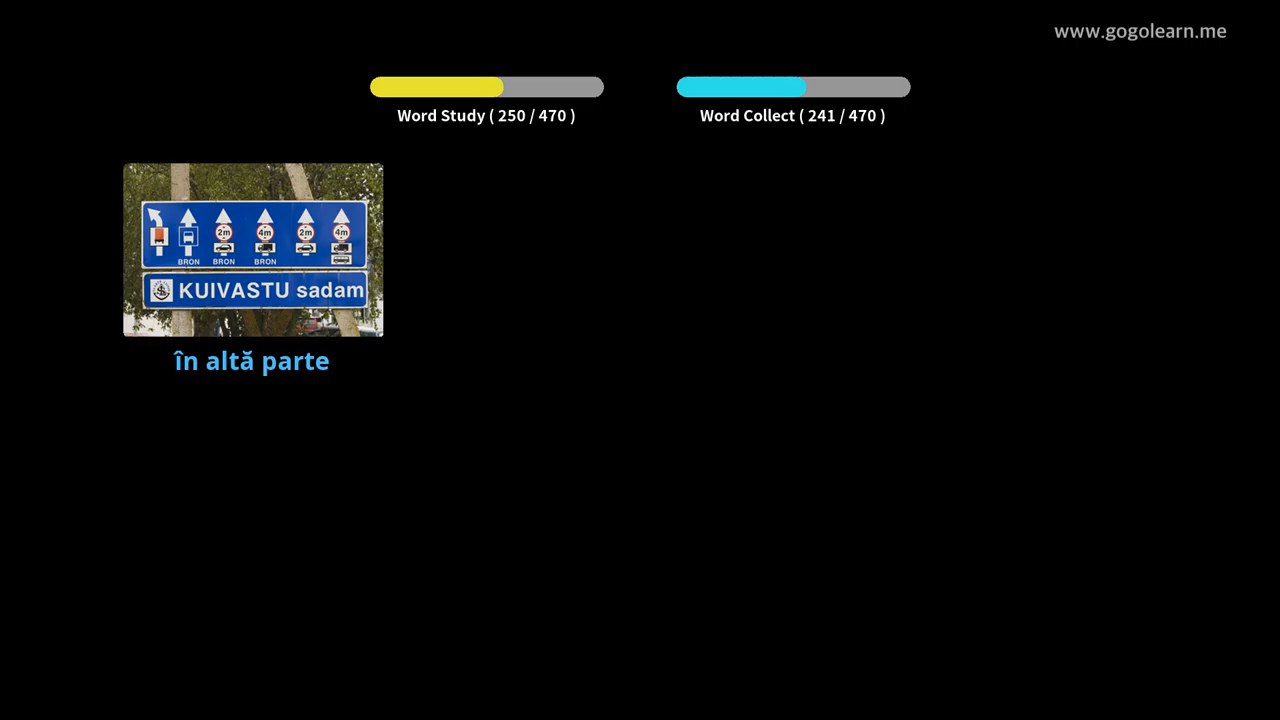 www.gogolearn.me
Word Study ( 250 / 470 )
Word Collect ( 241 / 470 )
2m 4m 2m 4m
BRON BRON BRON
KUIVASTU sadam
în altă parte